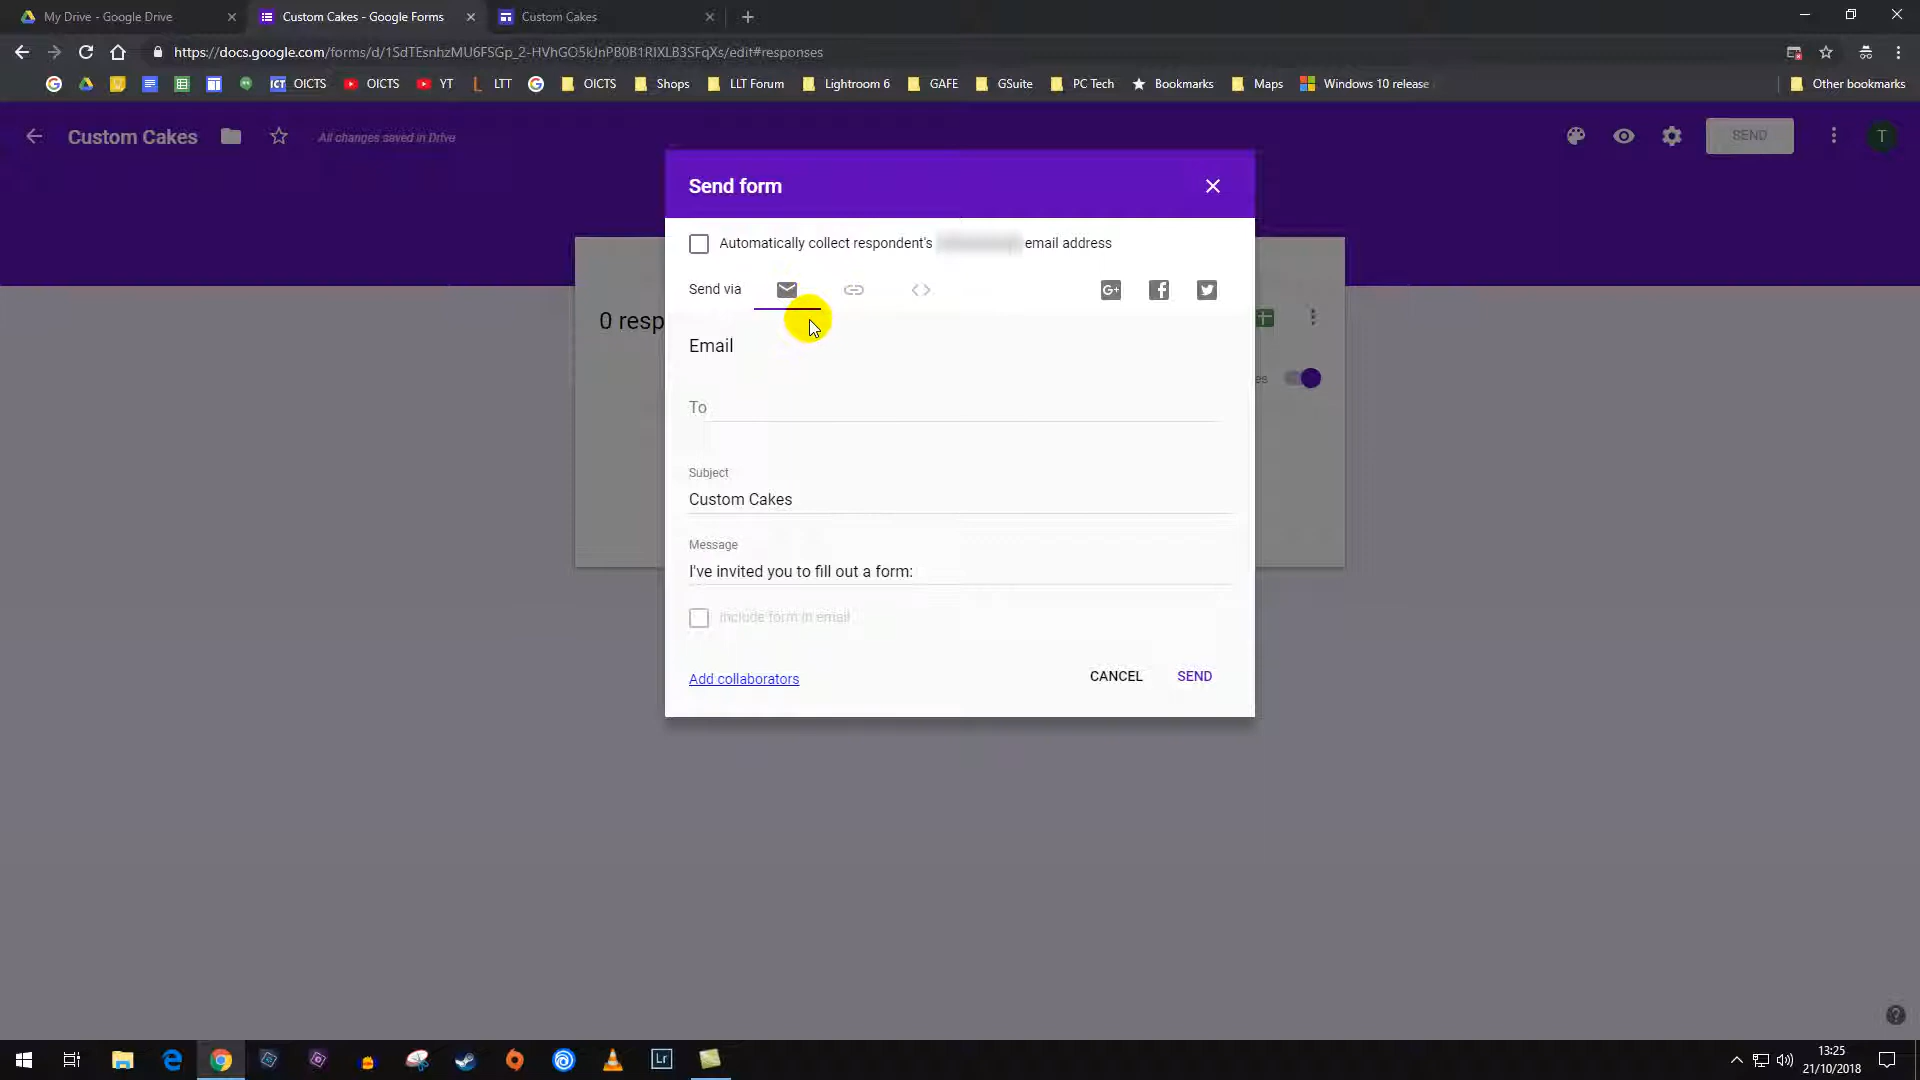 My Drive - Google Drive
Custom Cakes - Google Forms
Custom Cakes
https://docs.google.com/forms/d/1SdTEsnhzMU6FSGp_2-HVhGO5kJnPB0B1RIXLB3SFqXs/edit#responses
ICT OICTS
OICTS
YT
LTT
OICTS
Shops
LLT Forum
Lightroom 6
GAFE
GSuite
PC Tech
Bookmarks
Maps
Windows 10 release
Other bookmarks
Custom Cakes
All changes saved in Drive
SEND
T
Send form
Automatically collect respondent's
email address
Send via
G+
0 resp
es
Email
To
Subject
Custom Cakes
Message
I've invited you to fill out a form:
Include form in email
Add collaborators
CANCEL
SEND
Lr
13:25
21/10/2018